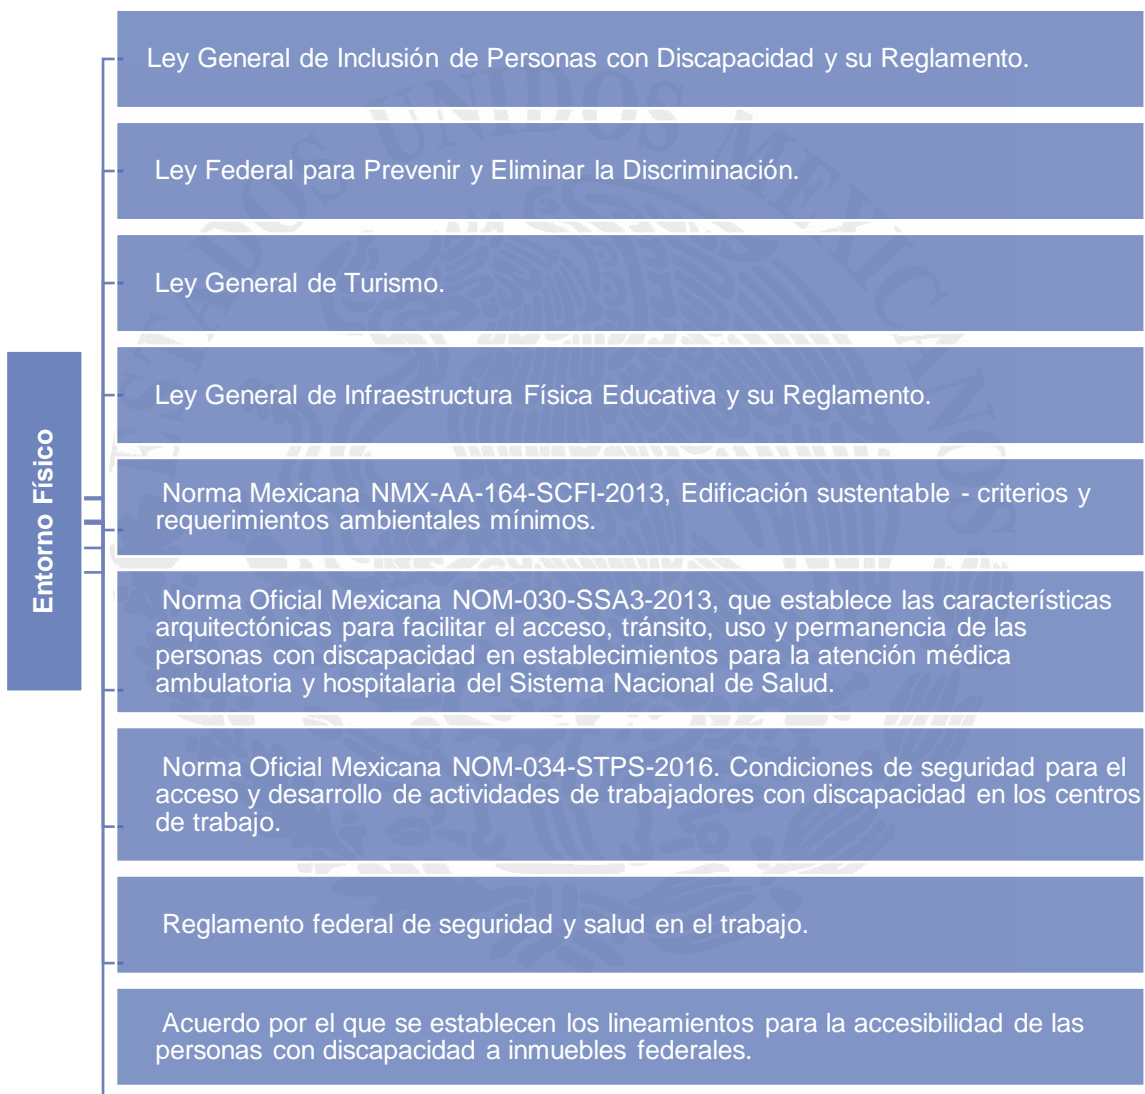 Entorno Físico
Ley General de Inclusión de Personas con Discapacidad y su Reglamento.
Ley Federal para Prevenir y Eliminar la Discriminación.
Ley General de Turismo.
Ley General de Infraestructura Física Educativa y su Reglamento.
Norma Mexicana NMX-AA-164-SCFI-2013, Edificación sustentable - criterios y
requerimientos ambientales mínimos.
Norma Oficial Mexicana NOM-030-SSA3-2013, que establece las características
arquitectónicas para facilitar el acceso, tránsito, uso y permanencia de las
personas con discapacidad en establecimientos para la atención médica
ambulatoria y hospitalaria del Sistema Nacional de Salud.
Norma Oficial Mexicana NOM-034-STPS-2016. Condiciones de seguridad para el
acceso y desarrollo de actividades de trabajadores con discapacidad en los centros
de trabajo.
Reglamento federal de seguridad y salud en el trabajo.
Acuerdo por el que se establecen los lineamientos para la accesibilidad de las
personas con discapacidad a inmuebles federales.
ESTADOS UNIDOS MEXICANOS